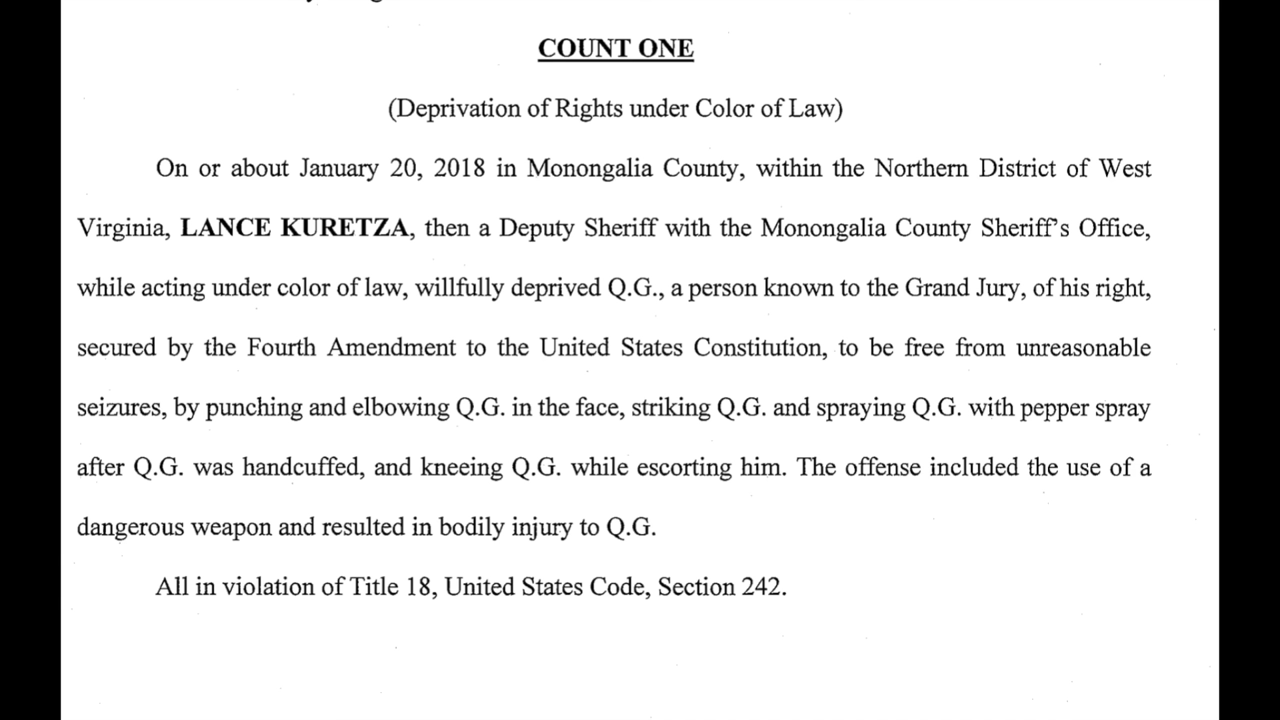 COUNT ONE
(Deprivation of Rights under Color of Law)
On or about January 20, 2018 in Monongalia County, within the Northern District of West
Virginia, LANCE KURETZA, then a Deputy Sheriff with the Monongalia County Sheriff's Office,
while acting under color of law, willfully deprived Q.G., a person known to the Grand Jury, of his right,
secured by the Fourth Amendment to the United States Constitution, to be free from unreasonable
seizures, by punching and elbowing Q.G. in the face, striking Q.G. and spraying Q.G. with pepper spray
after Q.G. was handcuffed, and kneeing Q.G. while escorting him. The offense included the use of a
dangerous weapon and resulted in bodily injury to Q.G.
All in violation of Title 18, United States Code, Section 242.